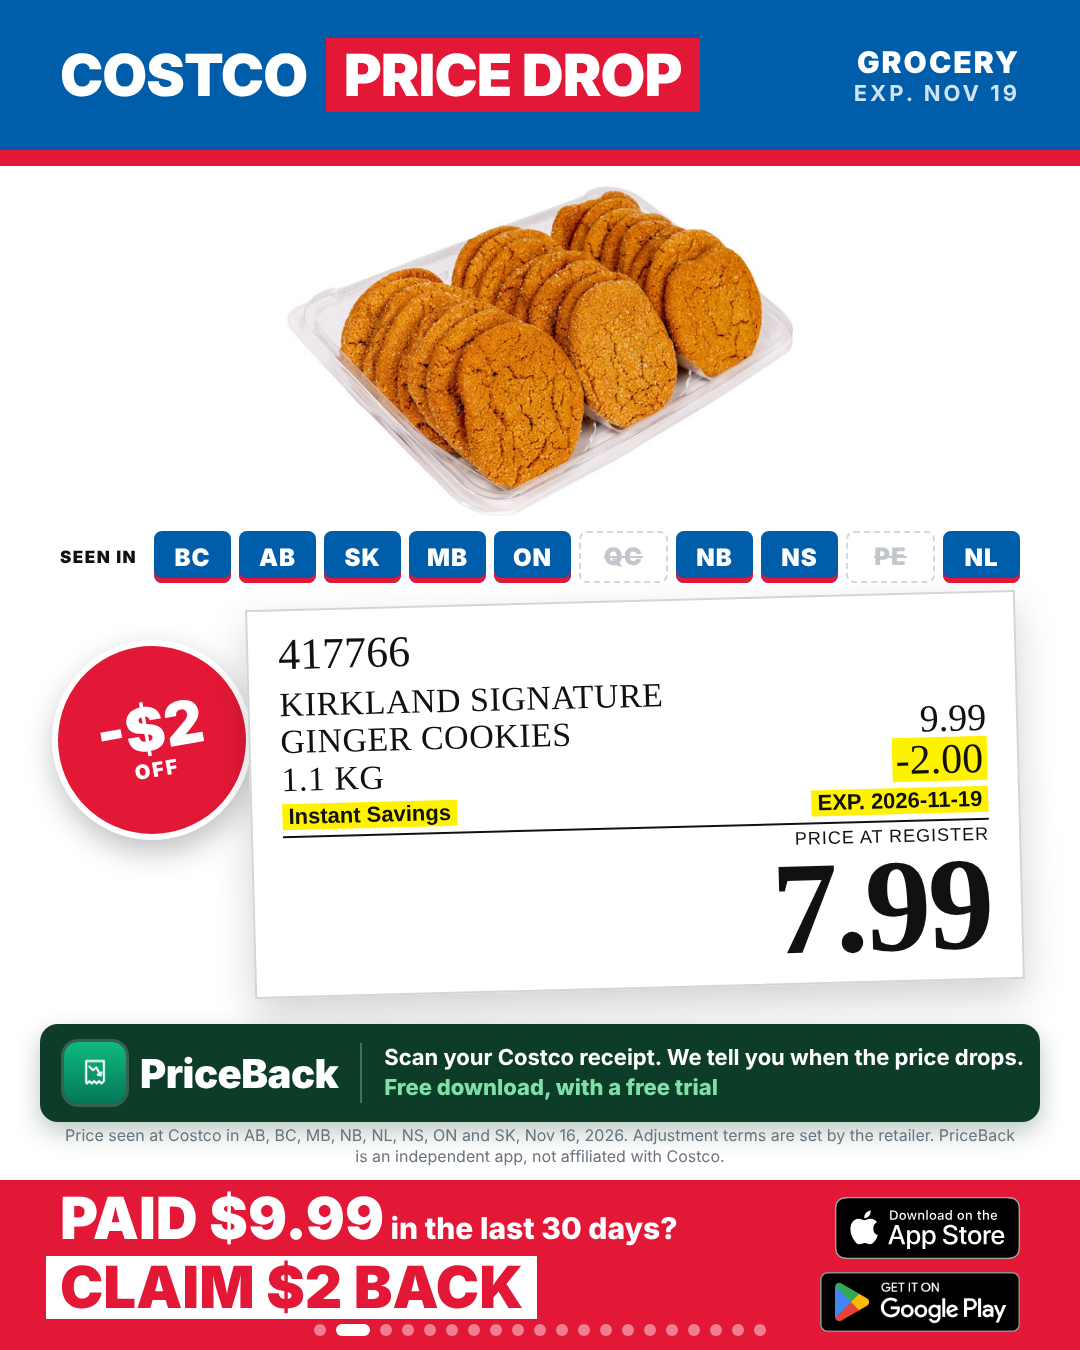 COSTCO PRICE DROP
GROCERY
EXP. NOV 19
SEEN IN BC AB SK MB ON QC NB NS PE NL
-$2
OFF
417766
KIRKLAND SIGNATURE
GINGER COOKIES
1.1 KG
Instant Savings
9.99
-2.00
EXP. 2026-11-19
PRICE AT REGISTER
7.99
PriceBack
Scan your Costco receipt. We tell you when the price drops.
Free download, with a free trial
Price seen at Costco in AB, BC, MB, NB, NL, NS, ON and SK, Nov 16, 2026. Adjustment terms are set by the retailer. PriceBack
is an independent app, not affiliated with Costco.
PAID $9.99 in the last 30 days?
CLAIM $2 BACK
Download on the
App Store
GET IT ON
Google Play